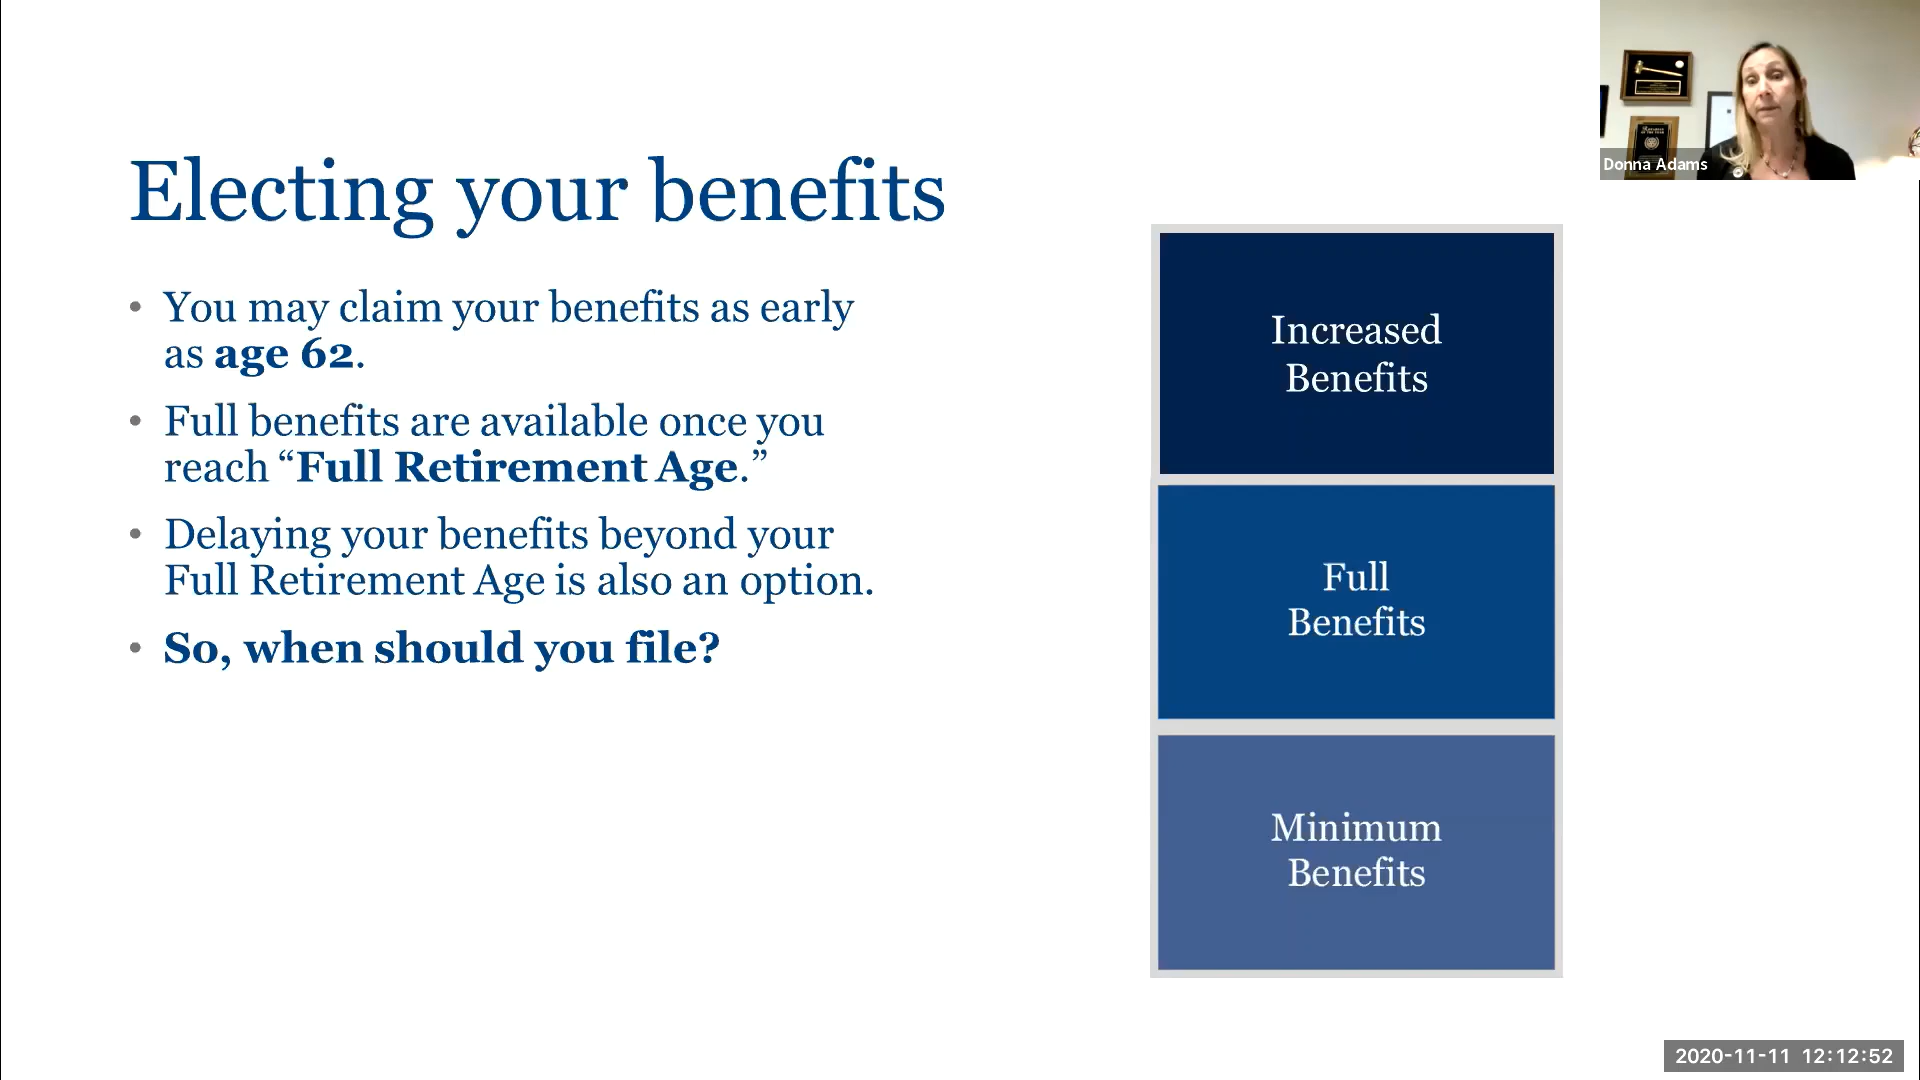 Electing your benefits
• You may claim your benefits as early
as age 62.
• Full benefits are available once you
reach “Full Retirement Age.”
• Delaying your benefits beyond your
Full Retirement Age is also an option.
• So, when should you file?
Increased
Benefits
Full
Benefits
Minimum
Benefits
Donna Adams
2020-11-11 12:12:52